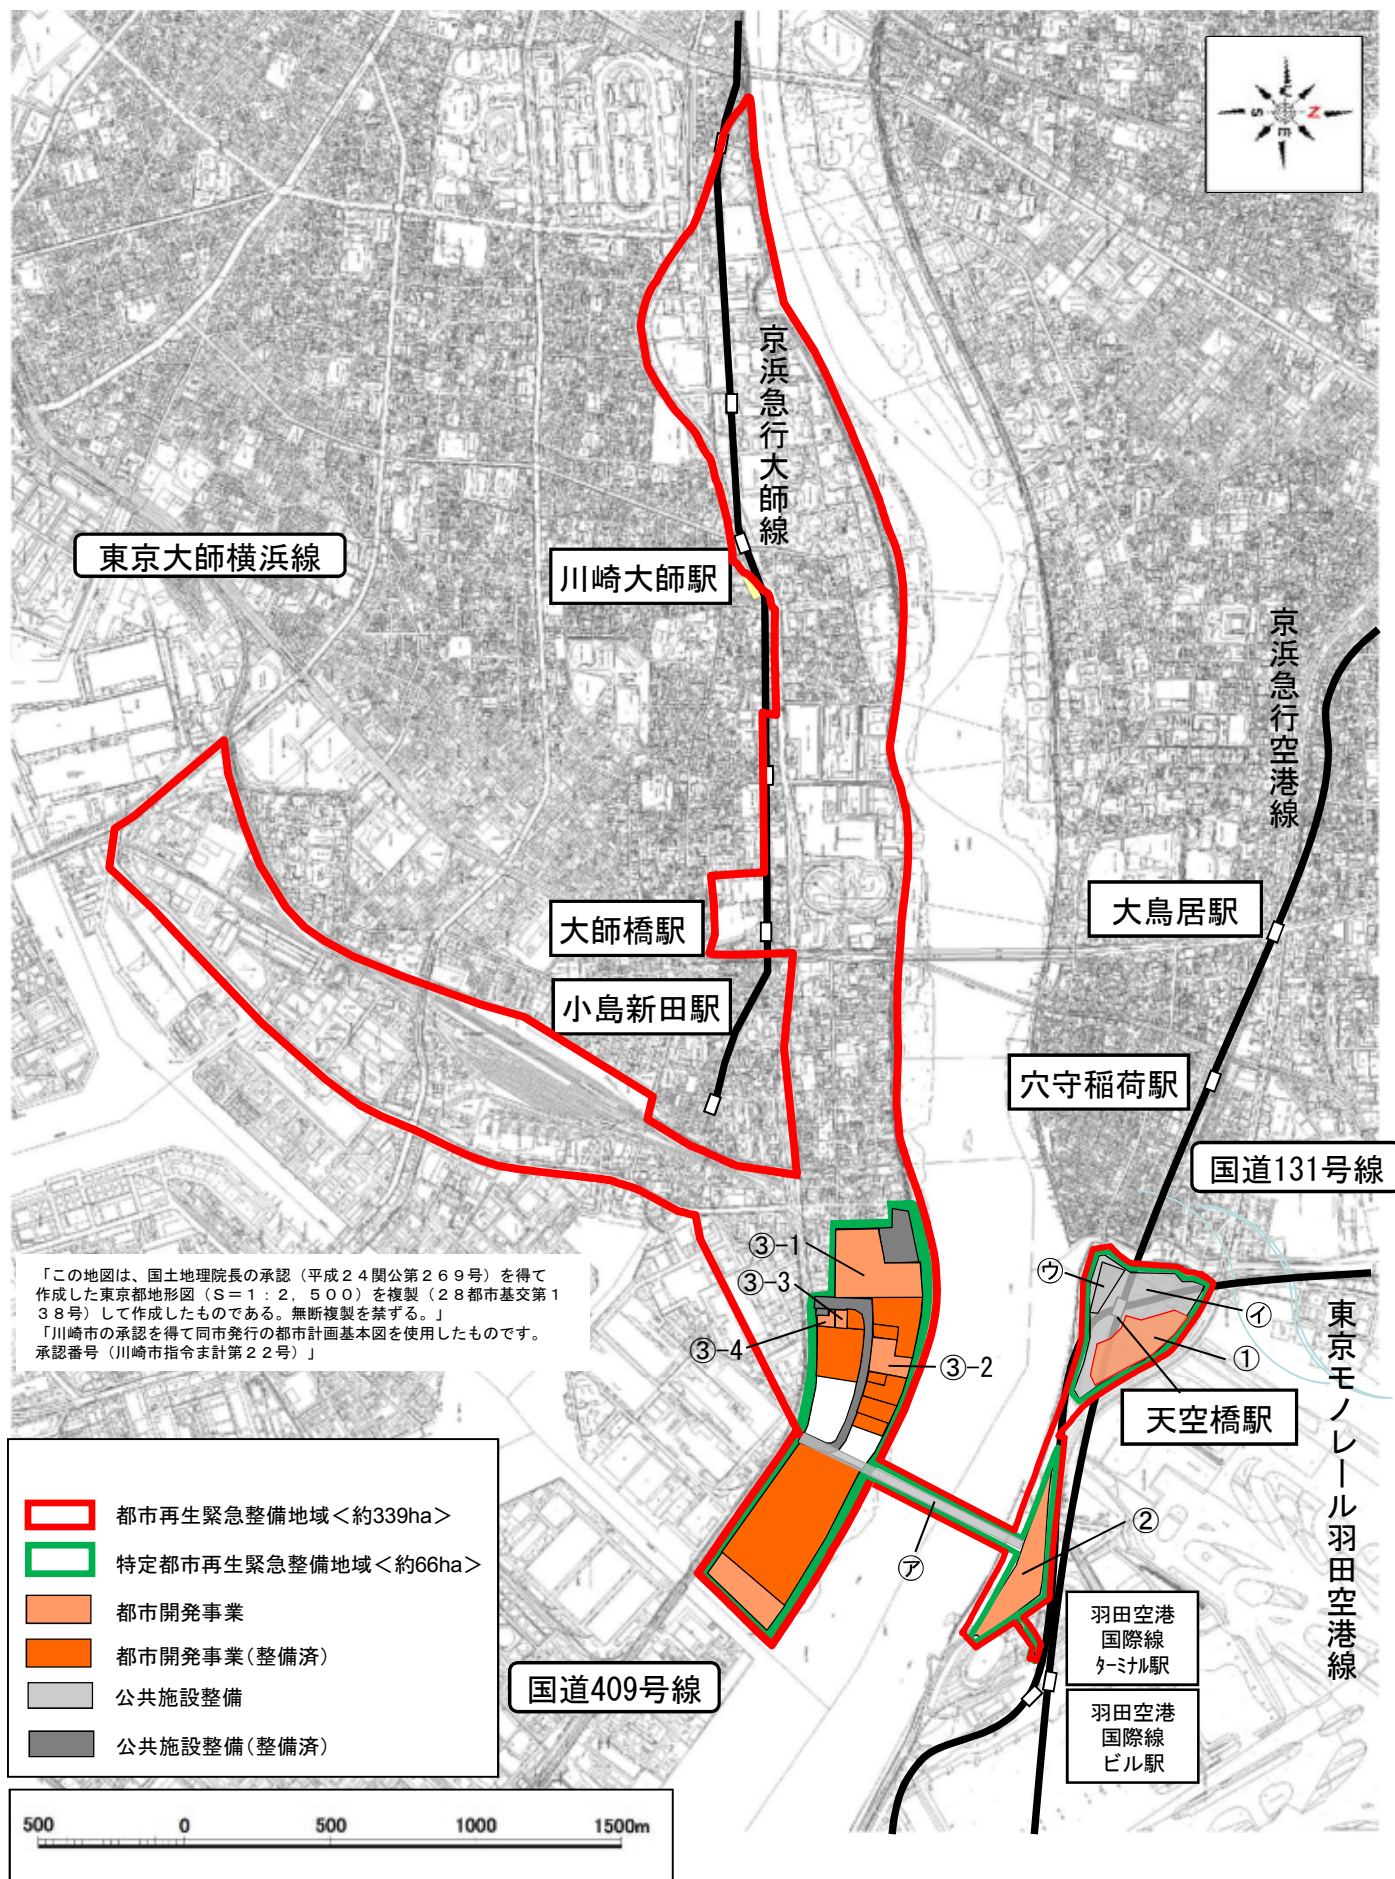 W
S
N
E
京浜急行大師線
東京大師横浜線
川崎大師駅
京浜急行空港線
大鳥居駅
大師橋駅
小島新田駅
穴守稲荷駅
国道131号線
③-1
③-3
③-4
③-2
㋒
㋑
①
天空橋駅
東京モノレール羽田空港線
②
㋐
「この地図は、国土地理院長の承認（平成２４関公第２６９号）を得て
作成した東京都地形図（Ｓ＝１：２，５００）を複製（２８都市基交第１
３８号）して作成したものである。無断複製を禁ずる。」
「川崎市の承認を得て同市発行の都市計画基本図を使用したものです。
承認番号（川崎市指令ま計第２２号）」
都市再生緊急整備地域＜約339ha＞
特定都市再生緊急整備地域＜約66ha＞
都市開発事業
都市開発事業（整備済）
公共施設整備
公共施設整備（整備済）
国道409号線
羽田空港
国際線
ﾀｰﾐﾅﾙ駅
羽田空港
国際線
ビル駅
500 0 500 1000 1500m